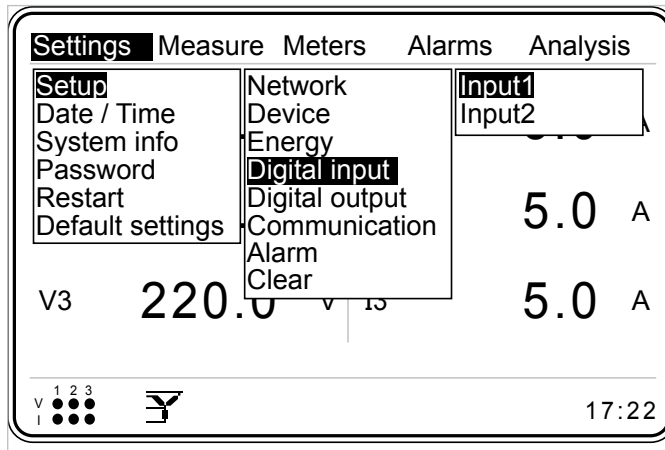 Settings Measure Meters Alarms Analysis
Setup
Date / Time
System info
Password
Restart
Default settings
Network
Device
Energy
Digital input
Digital output
Communication
Alarm
Clear
Input1
Input2
5.0 A
V3 220.0 V I3 5.0 A
1 2 3
V
I
17:22